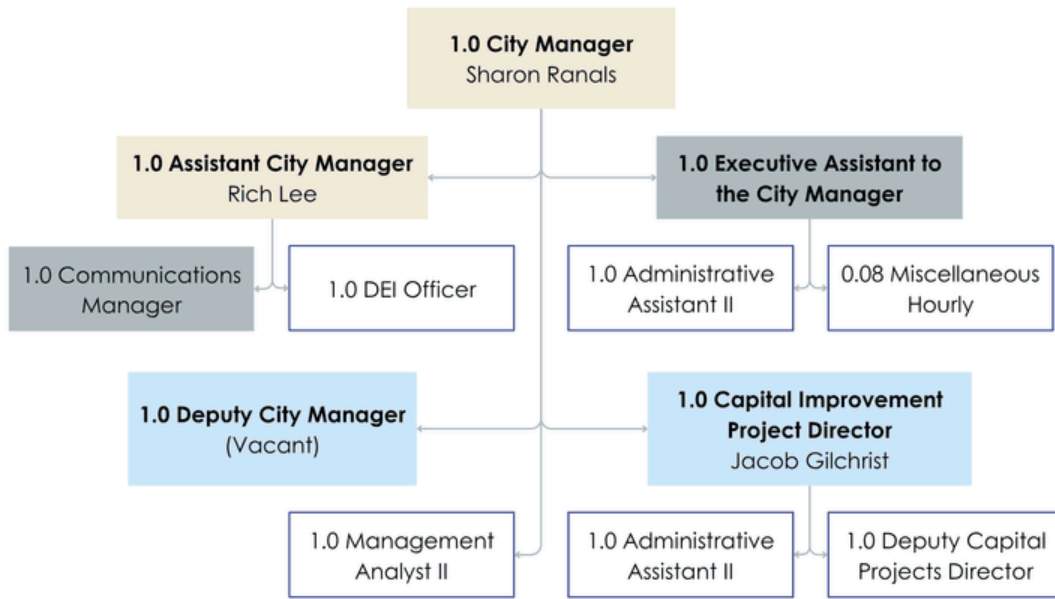 1.0 City Manager
Sharon Ranals
1.0 Assistant City Manager
Rich Lee
1.0 Executive Assistant to
the City Manager
1.0 Communications
Manager
1.0 DEI Officer
1.0 Administrative
Assistant II
0.08 Miscellaneous
Hourly
1.0 Deputy City Manager
(Vacant)
1.0 Capital Improvement
Project Director
Jacob Gilchrist
1.0 Management
Analyst II
1.0 Administrative
Assistant II
1.0 Deputy Capital
Projects Director